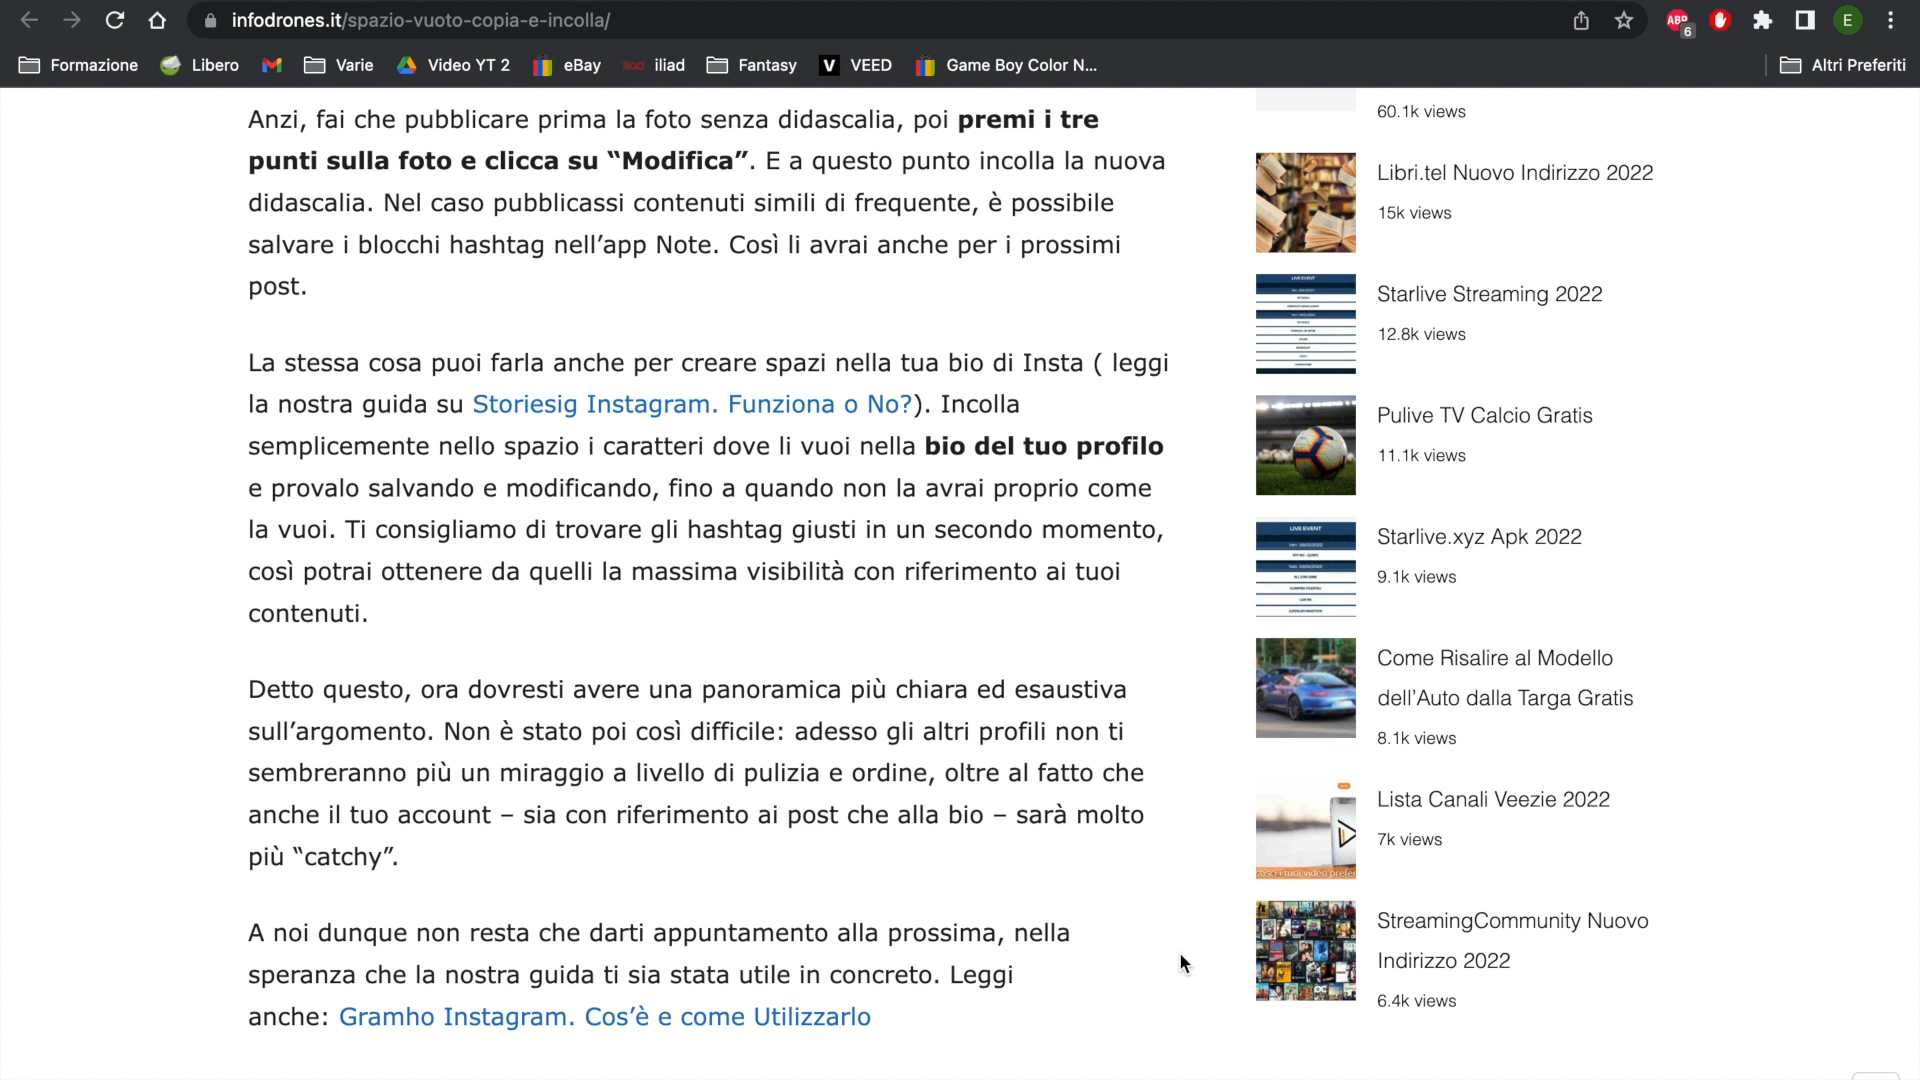 infodrones.it/spazio-vuoto-copia-e-incolla/
ABP
6
E
Formazione
Libero
Varie
Video YT 2
eBay
iliad
Fantasy
V
VEED
Game Boy Color N...
Altri Preferiti
Anzi, fai che pubblicare prima la foto senza didascalia, poi premi i tre
punti sulla foto e clicca su “Modifica”. E a questo punto incolla la nuova
didascalia. Nel caso pubblicassi contenuti simili di frequente, è possibile
salvare i blocchi hashtag nell’app Note. Così li avrai anche per i prossimi
post.
La stessa cosa puoi farla anche per creare spazi nella tua bio di Insta ( leggi
la nostra guida su Storiesig Instagram. Funziona o No?). Incolla
semplicemente nello spazio i caratteri dove li vuoi nella bio del tuo profilo
e provalo salvando e modificando, fino a quando non la avrai proprio come
la vuoi. Ti consigliamo di trovare gli hashtag giusti in un secondo momento,
così potrai ottenere da quelli la massima visibilità con riferimento ai tuoi
contenuti.
Detto questo, ora dovresti avere una panoramica più chiara ed esaustiva
sull’argomento. Non è stato poi così difficile: adesso gli altri profili non ti
sembreranno più un miraggio a livello di pulizia e ordine, oltre al fatto che
anche il tuo account – sia con riferimento ai post che alla bio – sarà molto
più “catchy”.
A noi dunque non resta che darti appuntamento alla prossima, nella
speranza che la nostra guida ti sia stata utile in concreto. Leggi
anche: Gramho Instagram. Cos’è e come Utilizzarlo
60.1k views
Libri.tel Nuovo Indirizzo 2022
15k views
LIVE EVENT
Starlive Streaming 2022
12.8k views
Pulive TV Calcio Gratis
11.1k views
LIVE EVENT
Starlive.xyz Apk 2022
9.1k views
Come Risalire al Modello
dell’Auto dalla Targa Gratis
8.1k views
Lista Canali Veezie 2022
7k views
i tuoi video prefer
StreamingCommunity Nuovo
Indirizzo 2022
6.4k views